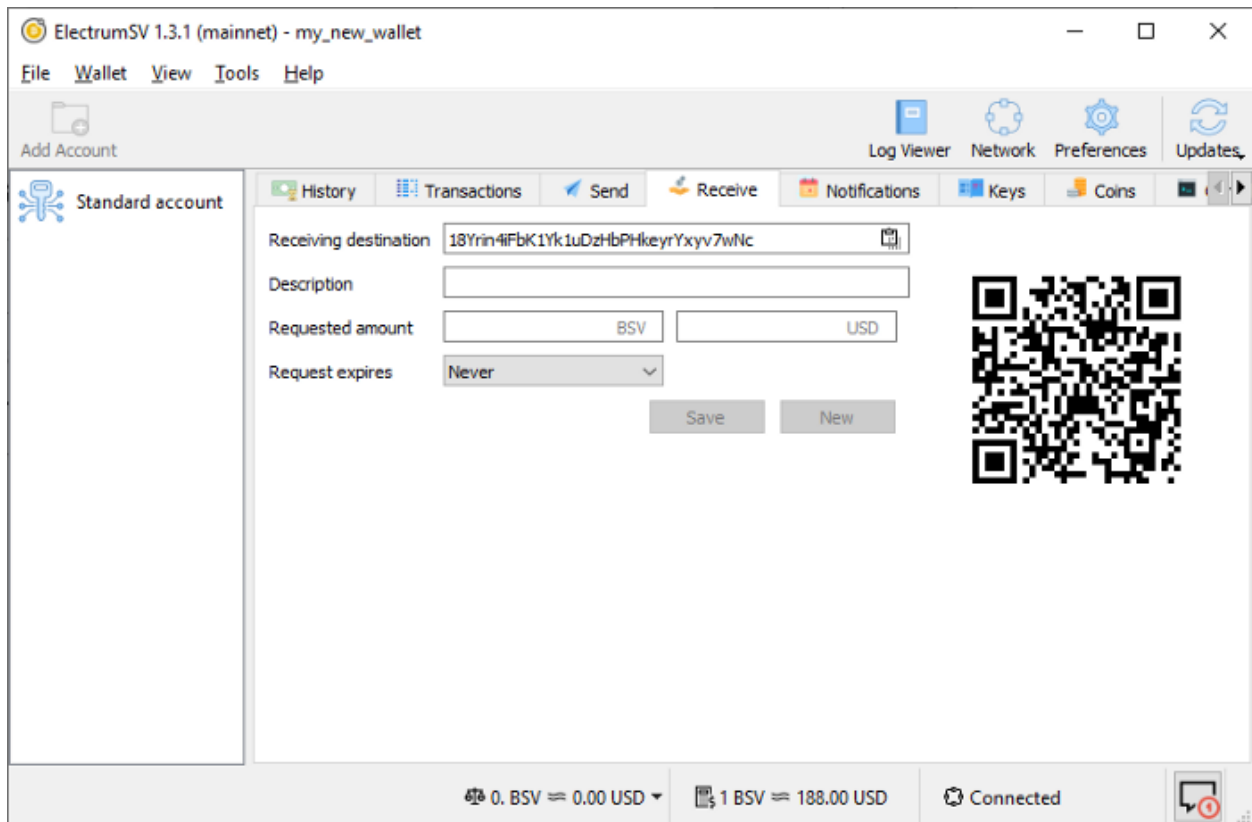 ElectrumSV 1.3.1 (mainnet) - my_new_wallet
File Wallet View Tools Help
Add Account
Log Viewer Network Preferences Updates
Standard account
History Transactions Send Receive Notifications Keys Coins
Receiving destination 18Yrin4iFbK1Yk1uDzHbPHkeyrYxyv7wNc
Description
Requested amount BSV USD
Request expires Never
Save New
0. BSV ≈ 0.00 USD 1 BSV ≈ 188.00 USD Connected
1